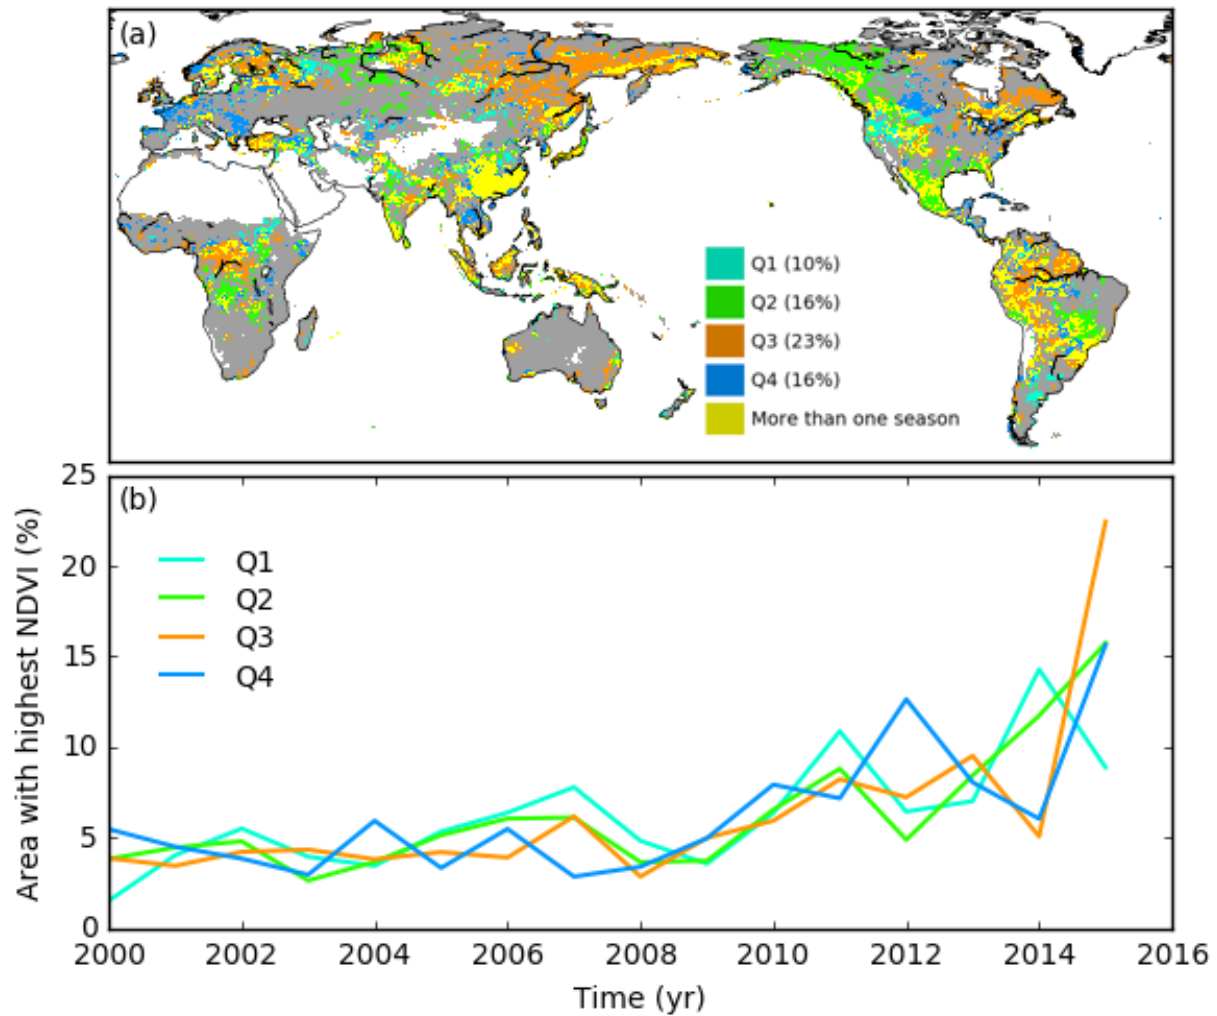 (a)
Q1 (10%)
Q2 (16%)
Q3 (23%)
Q4 (16%)
More than one season
(b)
Area with highest NDVI (%)
25
20
15
10
5
0
Q1
Q2
Q3
Q4
2000 2002 2004 2006 2008 2010 2012 2014 2016
Time (yr)